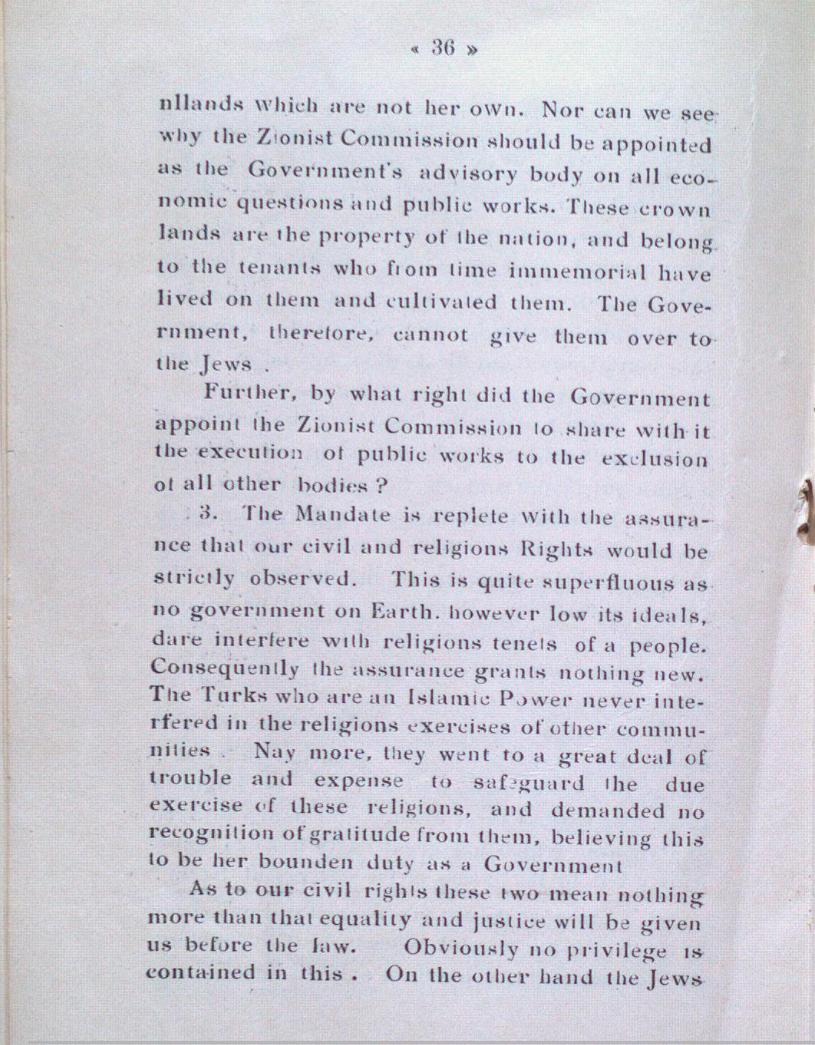 « 36 »
nllands which are not her own. Nor can we see
why the Zionist Commission should be appointed
as the Government's advisory body on all eco-
nomic questions and public works. These crown
lands are the property of the nation, and belong
to the tenants who from time immemorial have
lived on them and cultivated them. The Gove-
rnment, therefore, cannot give them over to
the Jews .
Further, by what right did the Government
appoint the Zionist Commission to share with it
the execution of public works to the exclusion
of all other bodies ?
3. The Mandate is replete with the assura-
nce that our civil and religions Rights would be
strictly observed. This is quite superfluous as
no government on Earth. however low its ideals,
dare interfere with religions tenets of a people.
Consequently the assurance grants nothing new.
The Turks who are an Islamic Power never inte-
rfered in the religions exercises of other commu-
nities . Nay more, they went to a great deal of
trouble and expense to safeguard the due
exercise of these religions, and demanded no
recognition of gratitude from them, believing this
to be her bounden duty as a Government
As to our civil rights these two mean nothing
more than that equality and justice will be given
us before the law. Obviously no privilege is
contained in this . On the other hand the Jews